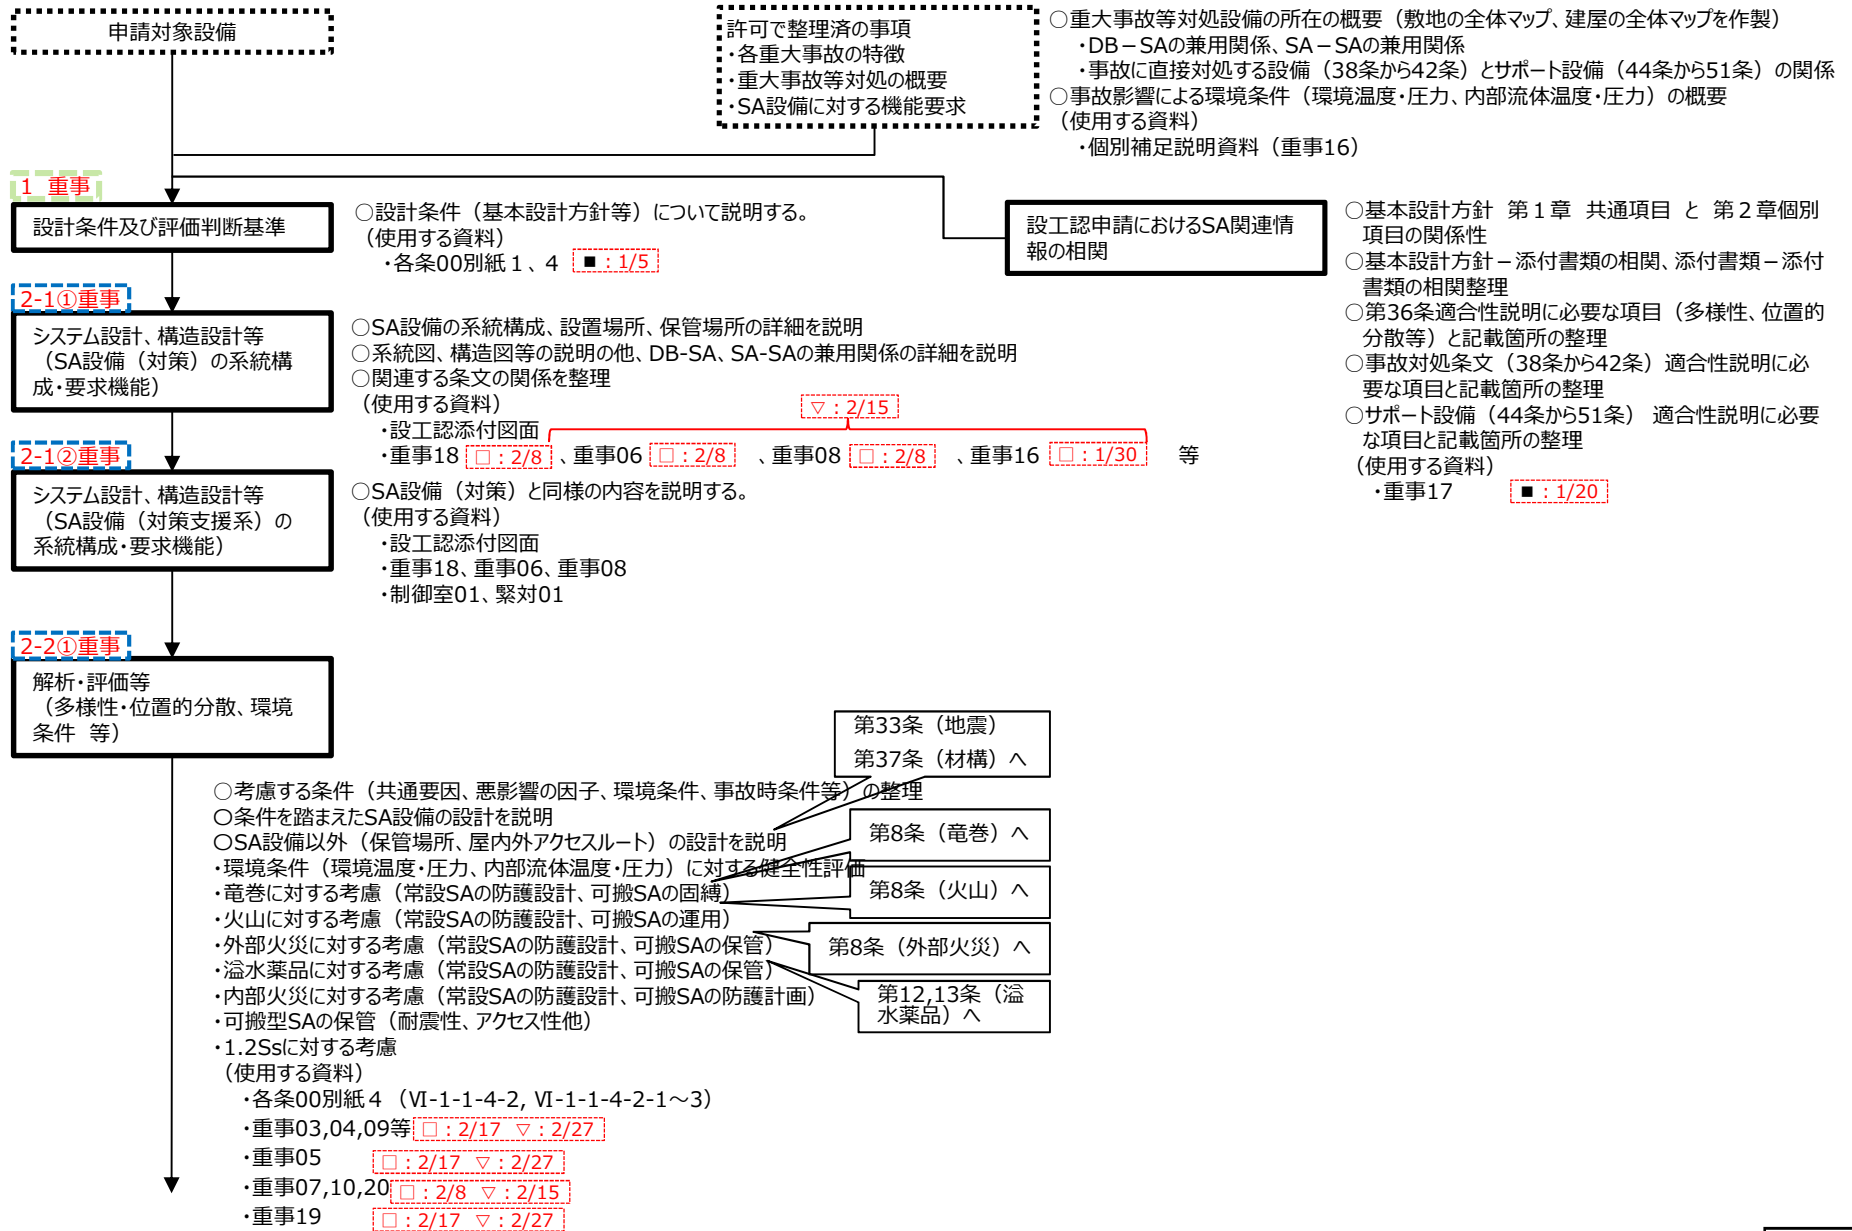 申請対象設備
許可で整理済の事項
・各重大事故の特徴
・重大事故等対処の概要
・SA設備に対する機能要求
○重大事故等対処設備の所在の概要（敷地の全体マップ、建屋の全体マップを作製）
・DB－SAの兼用関係、SA－SAの兼用関係
・事故に直接対処する設備（38条から42条）とサポート設備（44条から51条）の関係
○事故影響による環境条件（環境温度・圧力、内部流体温度・圧力）の概要
（使用する資料）
・個別補足説明資料（重事16）
1 重事
設計条件及び評価判断基準
○設計条件（基本設計方針等）について説明する。
（使用する資料）
・各条00別紙１、4 ■：1/5
設工認申請におけるSA関連情
報の相関
○基本設計方針 第１章 共通項目 と 第２章個別
項目の関係性
○基本設計方針－添付書類の相関、添付書類－添付
書類の相関整理
○第36条適合性説明に必要な項目（多様性、位置的
分散等）と記載箇所の整理
○事故対処条文（38条から42条）適合性説明に必
要な項目と記載箇所の整理
○サポート設備（44条から51条） 適合性説明に必要
な項目と記載箇所の整理
（使用する資料）
・重事17 ■：1/20
2-1①重事
システム設計、構造設計等
（SA設備（対策）の系統構
成・要求機能）
○SA設備の系統構成、設置場所、保管場所の詳細を説明
○系統図、構造図等の説明の他、DB-SA、SA-SAの兼用関係の詳細を説明
○関連する条文の関係を整理
（使用する資料）
▽：2/15
・設工認添付図面
・重事18 □：2/8 、重事06 □：2/8 、重事08 □：2/8 、重事16 □：1/30 等
2-1②重事
システム設計、構造設計等
（SA設備（対策支援系）の
系統構成・要求機能）
○SA設備（対策）と同様の内容を説明する。
（使用する資料）
・設工認添付図面
・重事18、重事06、重事08
・制御室01、緊対01
2-2①重事
解析・評価等
（多様性・位置的分散、環境
条件 等）
第33条（地震）
第37条（材構）へ
○考慮する条件（共通要因、悪影響の因子、環境条件、事故時条件等）の整理
〇条件を踏まえたSA設備の設計を説明
〇SA設備以外（保管場所、屋内外アクセスルート）の設計を説明
第8条（竜巻）へ
・環境条件（環境温度・圧力、内部流体温度・圧力）に対する健全性評価
・竜巻に対する考慮（常設SAの防護設計、可搬SAの固縛）
第8条（火山）へ
・火山に対する考慮（常設SAの防護設計、可搬SAの運用）
・外部火災に対する考慮（常設SAの防護設計、可搬SAの保管）
第8条（外部火災）へ
・溢水薬品に対する考慮（常設SAの防護設計、可搬SAの保管）
・内部火災に対する考慮（常設SAの防護設計、可搬SAの防護計画）
第12,13条（溢
水薬品）へ
・可搬型SAの保管（耐震性、アクセス性他）
・1.2Ssに対する考慮
（使用する資料）
・各条00別紙４（Ⅵ-1-1-4-2, Ⅵ-1-1-4-2-1～3）
・重事03,04,09等 □：2/17 ▽：2/27
・重事05 □：2/17 ▽：2/27
・重事07,10,20 □：2/8 ▽：2/15
・重事19 □：2/17 ▽：2/27